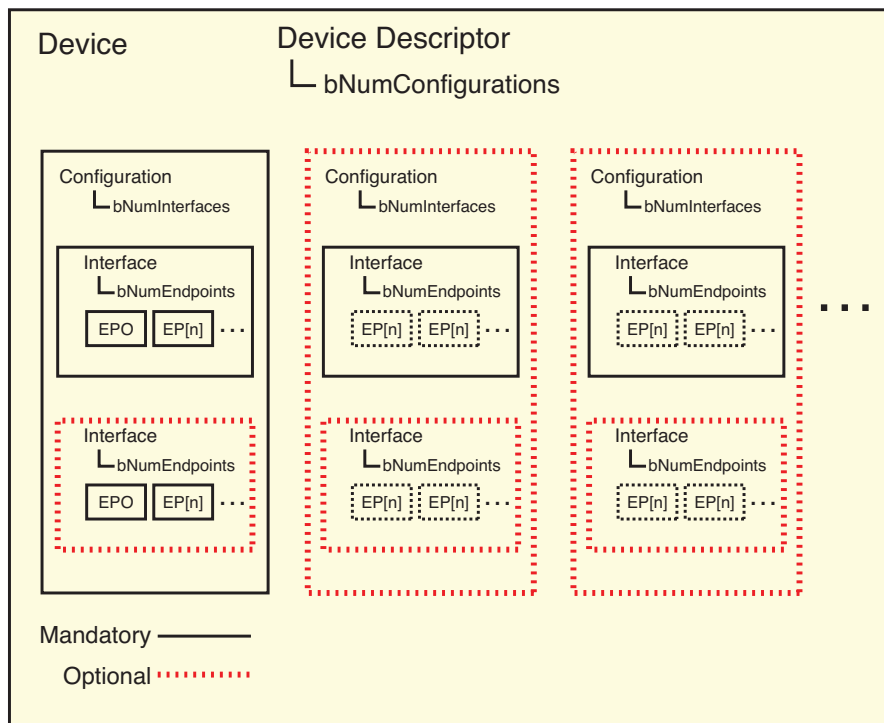 Device
Device Descriptor
bNumConfigurations
Configuration
bNumInterfaces
Interface
bNumEndpoints
EPO EP[n] ...
Interface
bNumEndpoints
EPO EP[n] ...
Configuration
bNumInterfaces
Interface
bNumEndpoints
EP[n] EP[n] ...
Interface
bNumEndpoints
EP[n] EP[n] ...
Configuration
bNumInterfaces
Interface
bNumEndpoints
EP[n] EP[n] ...
Interface
bNumEndpoints
EP[n] EP[n] ...
...
Mandatory
Optional